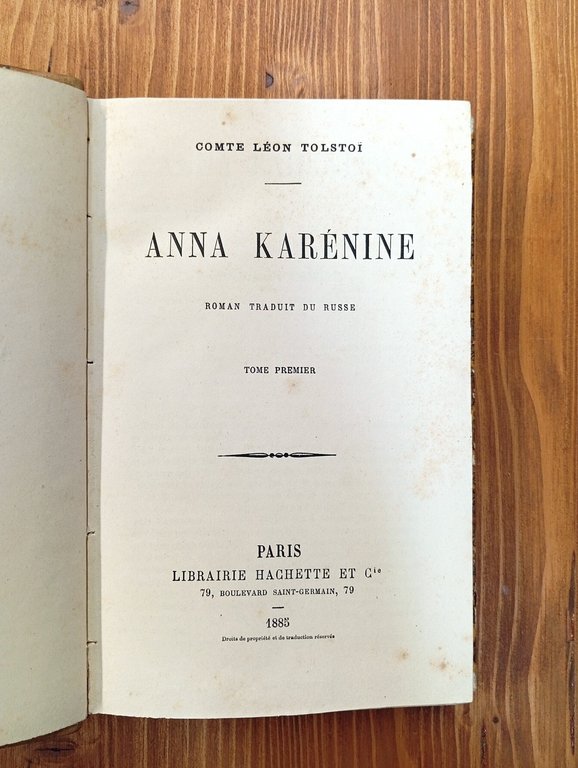 COMTE LÉON TOLSTOÏ
ANNA KARÉNINE
ROMAN TRADUIT DU RUSSE
TOME PREMIER
PARIS
LIBRAIRIE HACHETTE ET Cie
79, BOULEVARD SAINT-GERMAIN, 79
1885
Droits de propriété et de traduction réservés